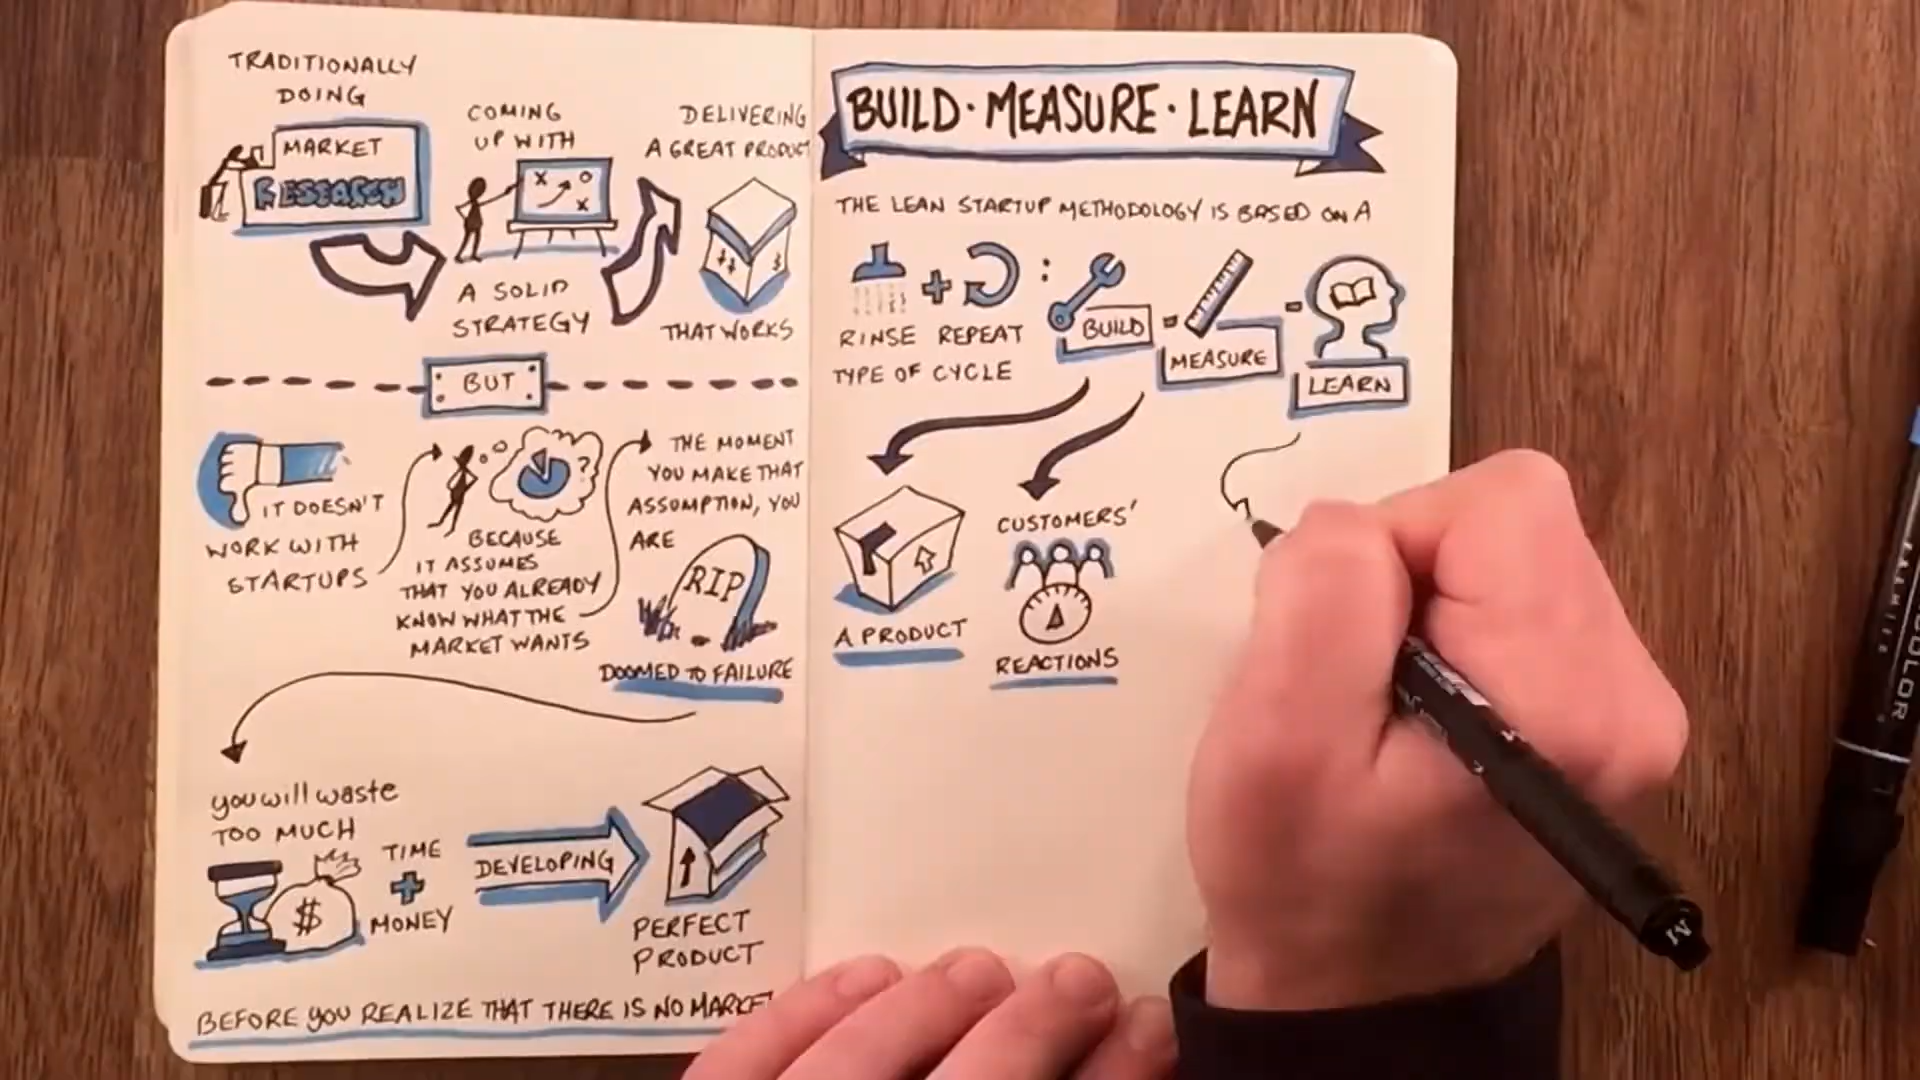 TRADITIONALLY
DOING
MARKET
RESEARCH
COMING
UP WITH
X O
X
A SOLID
STRATEGY
DELIVERING
A GREAT PRODUCT
$$ $
THAT WORKS
BUT
IT DOESN'T
WORK WITH
STARTUPS
?
BECAUSE
IT ASSUMES
THAT YOU ALREADY
KNOW WHAT THE
MARKET WANTS
THE MOMENT
YOU MAKE THAT
ASSUMPTION, YOU
ARE
RIP
DOOMED TO FAILURE
you will waste
TOO MUCH
$
TIME
+
MONEY
DEVELOPING
PERFECT
PRODUCT
BEFORE YOU REALIZE THAT THERE IS NO MARKET
BUILD · MEASURE · LEARN
THE LEAN STARTUP METHODOLOGY IS BASED ON A
+ :
RINSE REPEAT
TYPE OF CYCLE
BUILD -
MEASURE -
LEARN
A PRODUCT
CUSTOMERS'
REACTIONS